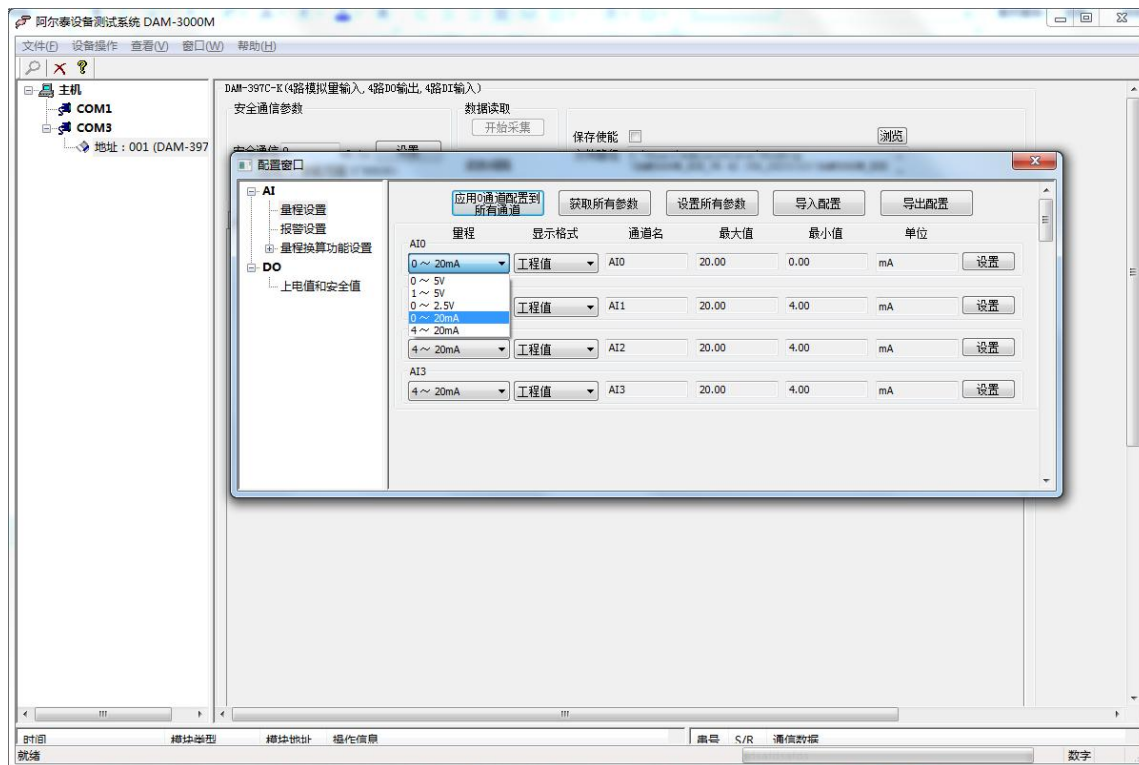 阿尔泰设备测试系统 DAM-3000M
文件(F) 设备操作 查看(V) 窗口(W) 帮助(H)
主机
COM1
COM3
地址：001 (DAM-397
DAM-397C-K(4路模拟量输入,4路DO输出,4路DI输入)
安全通信参数
数据读取
开始采集
保存使能
浏览
配置窗口
AI
量程设置
报警设置
量程换算功能设置
DO
上电值和安全值
应用0通道配置到
所有通道
获取所有参数
设置所有参数
导入配置
导出配置
量程 显示格式 通道名 最大值 最小值 单位
AI0
0～ 20mA 工程值 AI0 20.00 0.00 mA 设置
0～ 5V
1～ 5V
0～ 2.5V
0～ 20mA
4～ 20mA
工程值 AI1 20.00 4.00 mA 设置
4～ 20mA 工程值 AI2 20.00 4.00 mA 设置
AI3
4～ 20mA 工程值 AI3 20.00 4.00 mA 设置
时间 模块类型 模块地址 操作信息 串号 S/R 通信数据
就绪
数字